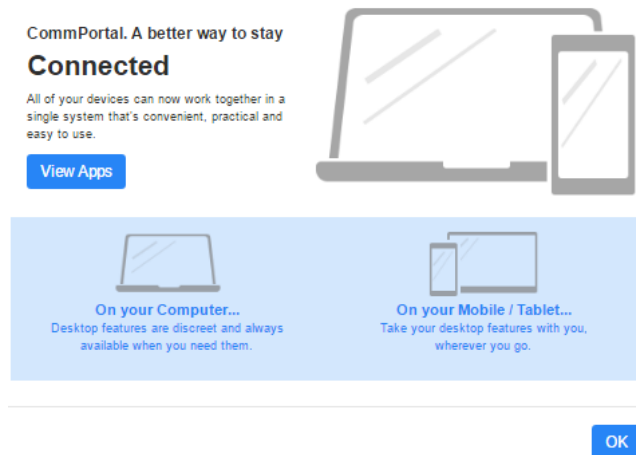 CommPortal. A better way to stay
Connected
All of your devices can now work together in a
single system that's convenient, practical and
easy to use.
View Apps
On your Computer...
Desktop features are discreet and always
available when you need them.
On your Mobile / Tablet...
Take your desktop features with you,
wherever you go.
OK